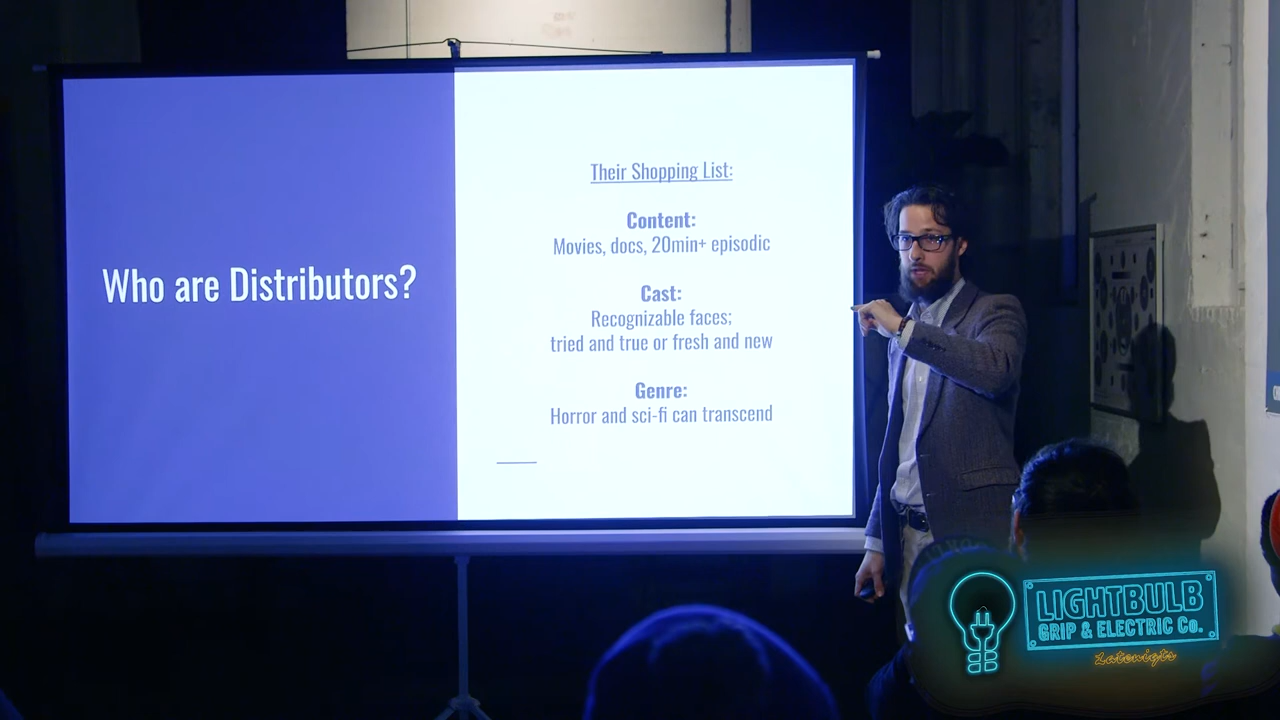 Who are Distributors?
Their Shopping List:
Content:
Movies, docs, 20min+ episodic
Cast:
Recognizable faces;
tried and true or fresh and new
Genre:
Horror and sci-fi can transcend
LIGHTBULB
GRIP & ELECTRIC Co.
Latenigts